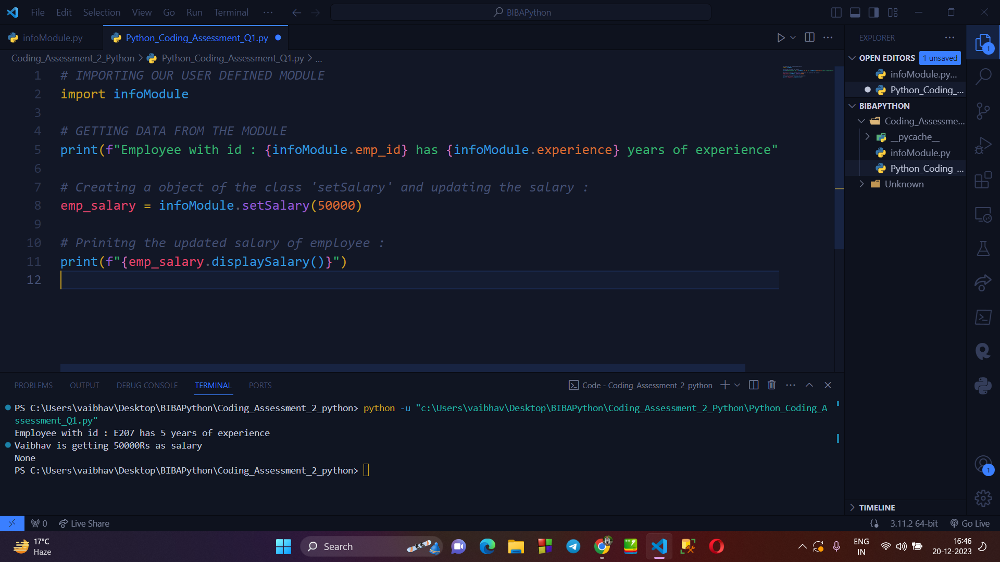 File Edit Selection View Go Run Terminal ··· BIBAPython
infoModule.py Python_Coding_Assessment_Q1.py
Coding_Assessment_2_Python > Python_Coding_Assessment_Q1.py > ...
1 # IMPORTING OUR USER DEFINED MODULE
2 import infoModule
3
4 # GETTING DATA FROM THE MODULE
5 print(f"Employee with id : {infoModule.emp_id} has {infoModule.experience} years of experience"
6
7 # Creating a object of the class 'setSalary' and updating the salary :
8 emp_salary = infoModule.setSalary(50000)
9
10 # Prinitng the updated salary of employee :
11 print(f"{emp_salary.displaySalary()}")
12
EXPLORER
OPEN EDITORS 1 unsaved
infoModule.py...
Python_Coding_...
BIBAPYTHON
Coding_Assessme...
__pycache__
infoModule.py
Python_Coding_...
Unknown
TIMELINE
1
1
PROBLEMS OUTPUT DEBUG CONSOLE TERMINAL PORTS Code - Coding_Assessment_2_python
PS C:\Users\vaibhav\Desktop\BIBAPython\Coding_Assessment_2_python> python -u "c:\Users\vaibhav\Desktop\BIBAPython\Coding_Assessment_2_Python\Python_Coding_A
ssessment_Q1.py"
Employee with id : E207 has 5 years of experience
Vaibhav is getting 50000Rs as salary
None
PS C:\Users\vaibhav\Desktop\BIBAPython\Coding_Assessment_2_python>
0 Live Share 3.11.2 64-bit Go Live
17°C
Haze
Search
ENG
IN
16:46
20-12-2023